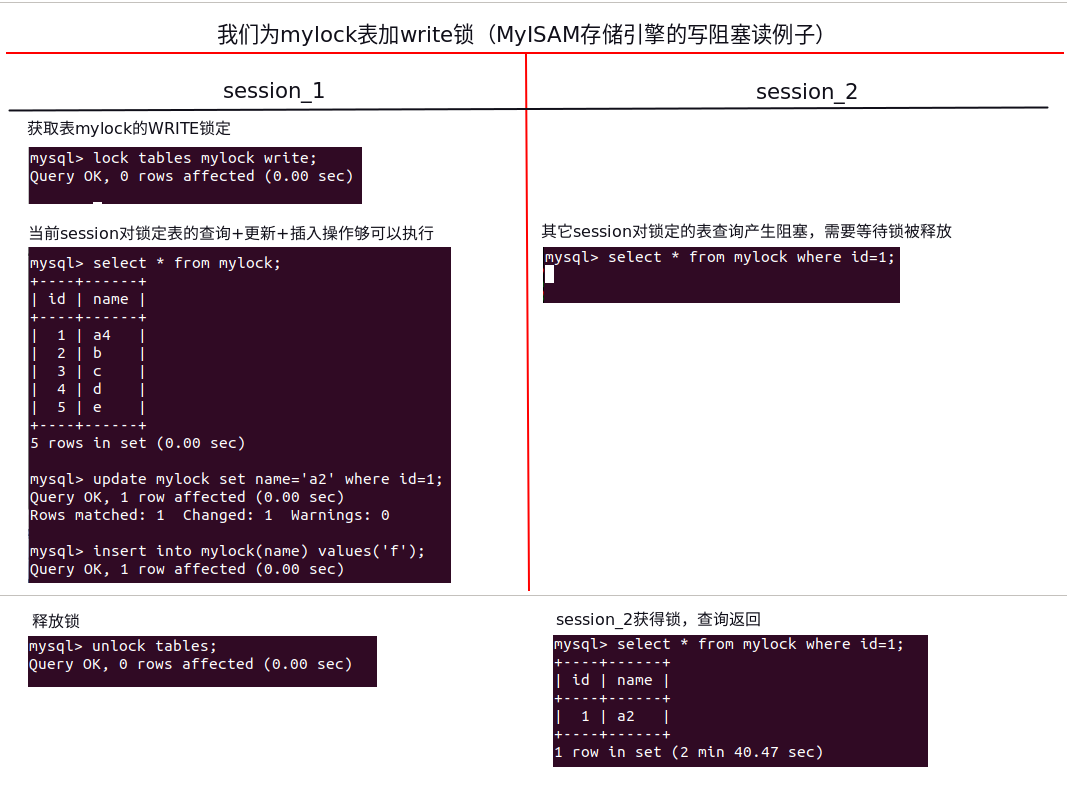 我们为mylock表加write锁（MyISAM存储引擎的写阻塞读例子）
session_1
session_2
获取表mylock的WRITE锁定
mysql> lock tables mylock write;
Query OK, 0 rows affected (0.00 sec)
当前session对锁定表的查询+更新+插入操作够可以执行
mysql> select * from mylock;
+----+------+
| id | name |
+----+------+
|  1 | a4   |
|  2 | b    |
|  3 | c    |
|  4 | d    |
|  5 | e    |
+----+------+
5 rows in set (0.00 sec)
mysql> update mylock set name='a2' where id=1;
Query OK, 1 row affected (0.00 sec)
Rows matched: 1  Changed: 1  Warnings: 0
mysql> insert into mylock(name) values('f');
Query OK, 1 row affected (0.00 sec)
其它session对锁定的表查询产生阻塞，需要等待锁被释放
mysql> select * from mylock where id=1;
释放锁
mysql> unlock tables;
Query OK, 0 rows affected (0.00 sec)
session_2获得锁，查询返回
mysql> select * from mylock where id=1;
+----+------+
| id | name |
+----+------+
|  1 | a2   |
+----+------+
1 row in set (2 min 40.47 sec)